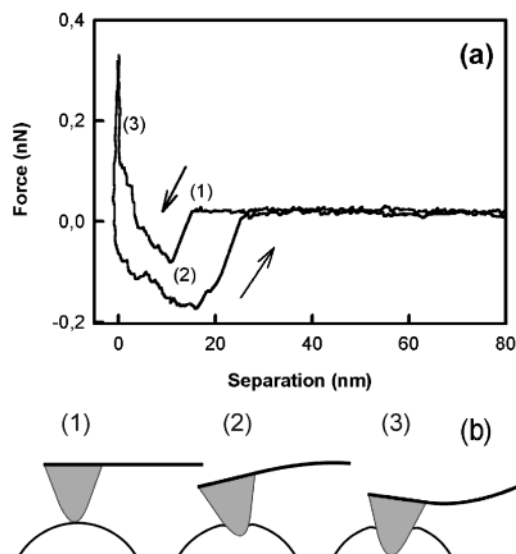 (a)
0,4
0,2
0,0
-0,2
Force (nN)
(3)
(1)
(2)
0 20 40 60 80
Separation (nm)
(1) (2) (3) (b)